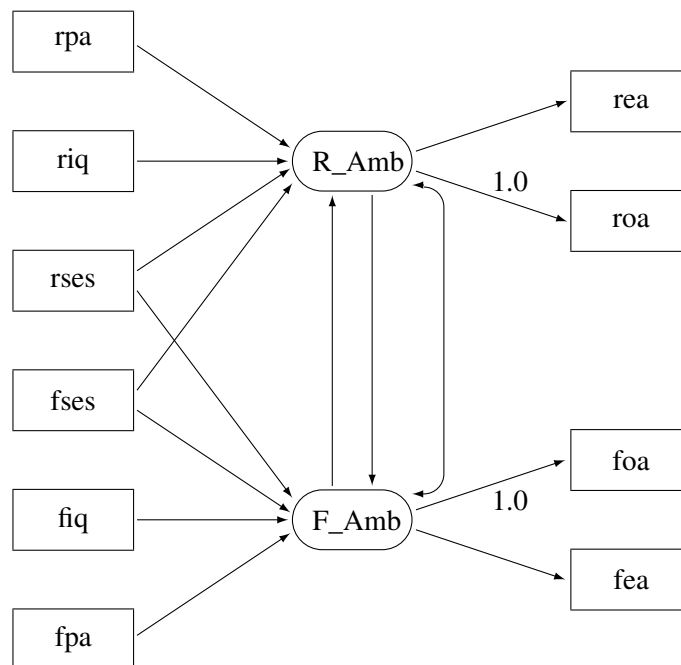 rpa
riq
rses
fses
fiq
fpa
R_Amb
F_Amb
rea
1.0
roa
foa
1.0
fea